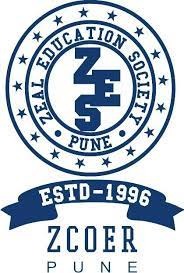 ZEAL EDUCATION SOCIETY
PUNE
ZES
ESTD-1996
ZCOER
PUNE